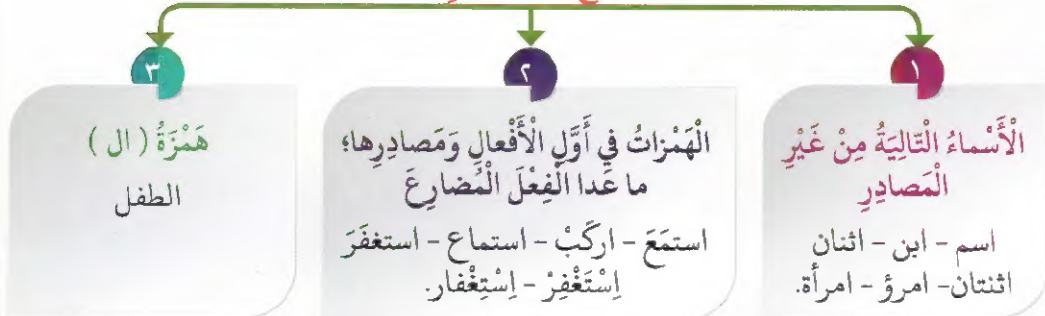 ١
الْأَسْماءُ التّالِيَةُ مِنْ غَيْرِ
الْمَصادِرِ
اسم - ابن - اثنان
اثنتان - امرؤ - امرأة.
٢
الْهَمْزاتُ في أَوَّلِ الْأَفْعالِ وَمَصادِرِها؛
ما عَدا الْفِعْلَ الْمُضارِعَ
استمَعَ - اركَبْ - استماع - استغفَرَ
اِسْتَغْفِرْ - اِسْتِغْفار.
٣
هَمْزَةُ ( ال )
الطفل